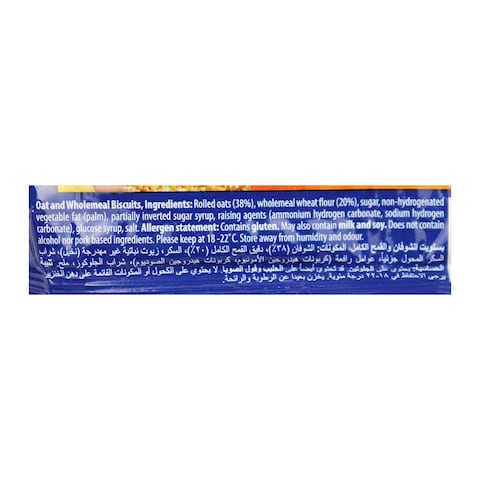 Oat and Wholemeal Biscuits, Ingredients: Rolled oats (38%), wholemeal wheat flour (20%), sugar, non-hydrogenated
vegetable fat (palm), partially inverted sugar syrup, raising agents (ammonium hydrogen carbonate, sodium hydrogen
carbonate), glucose syrup, salt. Allergen statement: Contains gluten. May also contain milk and soy. Does not contain
alcohol nor pork based ingredients. Please keep at 18 -22˚C. Store away from humidity and odour.
بسكويت الشوفان والقمح الكامل، المكونات: الشوفان (٣٨٪)، دقيق القمح الكامل (٢٠٪)، السكر، زيوت نباتية غير مهدرجة (نخيل)، شراب
السكر المحول جزئياً، عوامل رافعة (كربونات هيدروجين الأمونيوم، كربونات هيدروجين الصوديوم)، شراب الجلوكوز، ملح. تنبيه
الحساسية: يحتوي على الجلوتين. قد تحتوي أيضاً على الحليب وفول الصويا. لا يحتوي على الكحول أو المكونات القائمة على دهن الخنزير.
يرجى الاحتفاظ في ١٨-٢٢ درجة مئوية. يخزن بعيدا عن الرطوبة والرائحة.